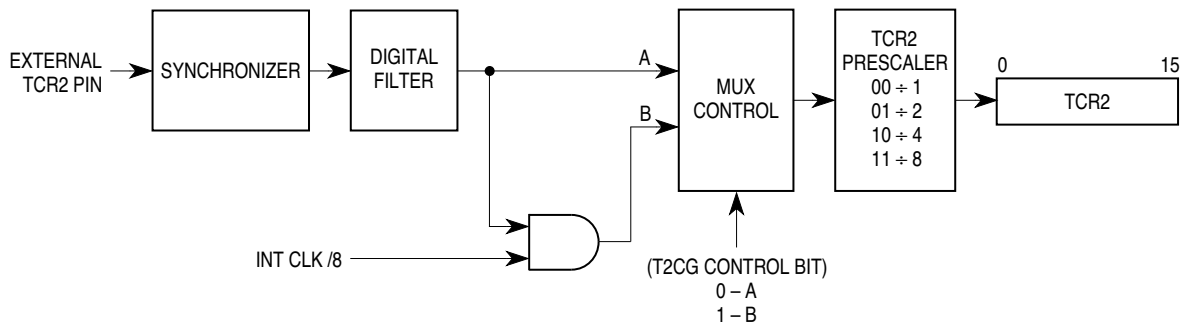 EXTERNAL
TCR2 PIN
SYNCHRONIZER
DIGITAL
FILTER
A
B
MUX
CONTROL
TCR2
PRESCALER
00 ÷ 1
01 ÷ 2
10 ÷ 4
11 ÷ 8
0 15
TCR2
INT CLK /8
(T2CG CONTROL BIT)
0 – A
1 – B